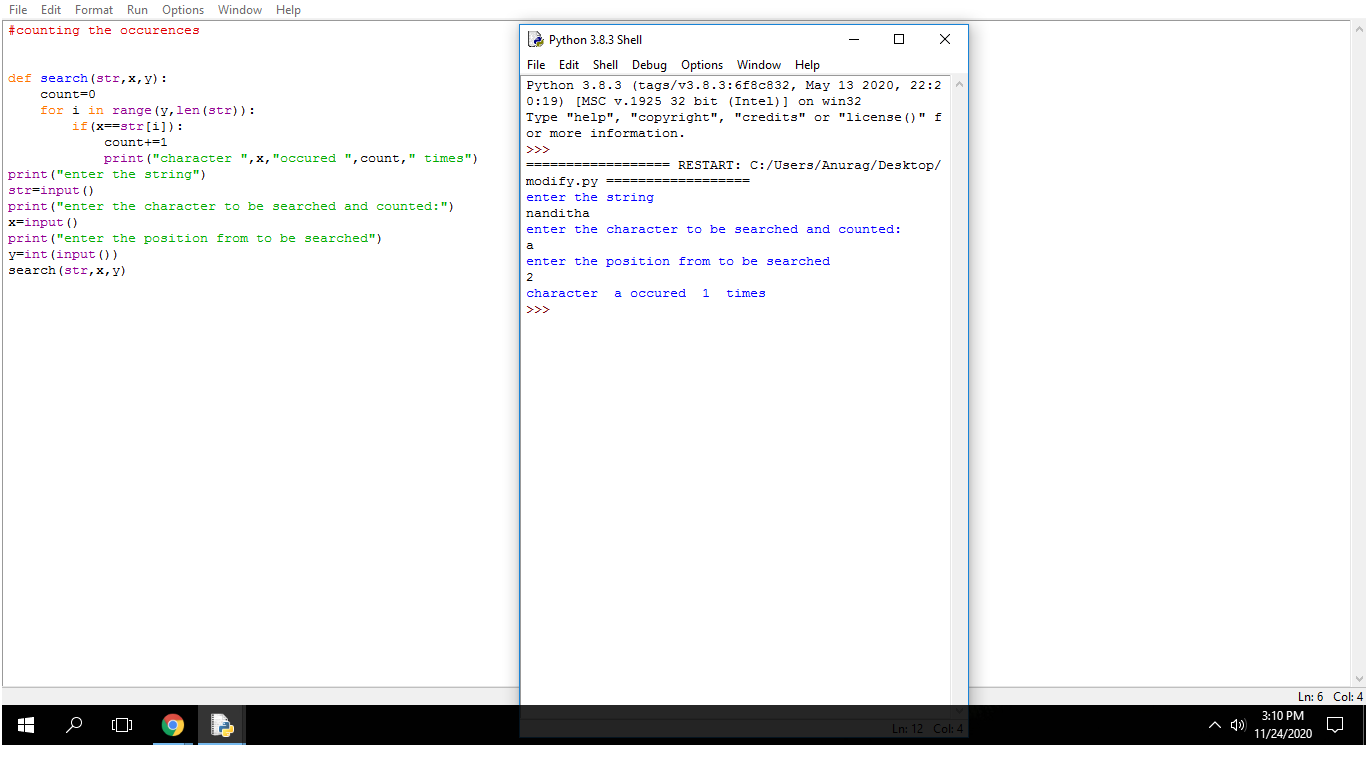 File Edit Format Run Options Window Help
#counting the occurences
def search(str,x,y):
    count=0
    for i in range(y,len(str)):
        if(x==str[i]):
            count+=1
            print("character ",x,"occured ",count," times")
print("enter the string")
str=input()
print("enter the character to be searched and counted:")
x=input()
print("enter the position from to be searched")
y=int(input())
search(str,x,y)
Python 3.8.3 Shell
File Edit Shell Debug Options Window Help
Python 3.8.3 (tags/v3.8.3:6f8c832, May 13 2020, 22:2
0:19) [MSC v.1925 32 bit (Intel)] on win32
Type "help", "copyright", "credits" or "license()" f
or more information.
>>>
================== RESTART: C:/Users/Anurag/Desktop/
modify.py ==================
enter the string
nanditha
enter the character to be searched and counted:
a
enter the position from to be searched
2
character  a occured  1  times
>>>
Ln: 12 Col: 4
Ln: 6 Col: 4
3:10 PM
11/24/2020